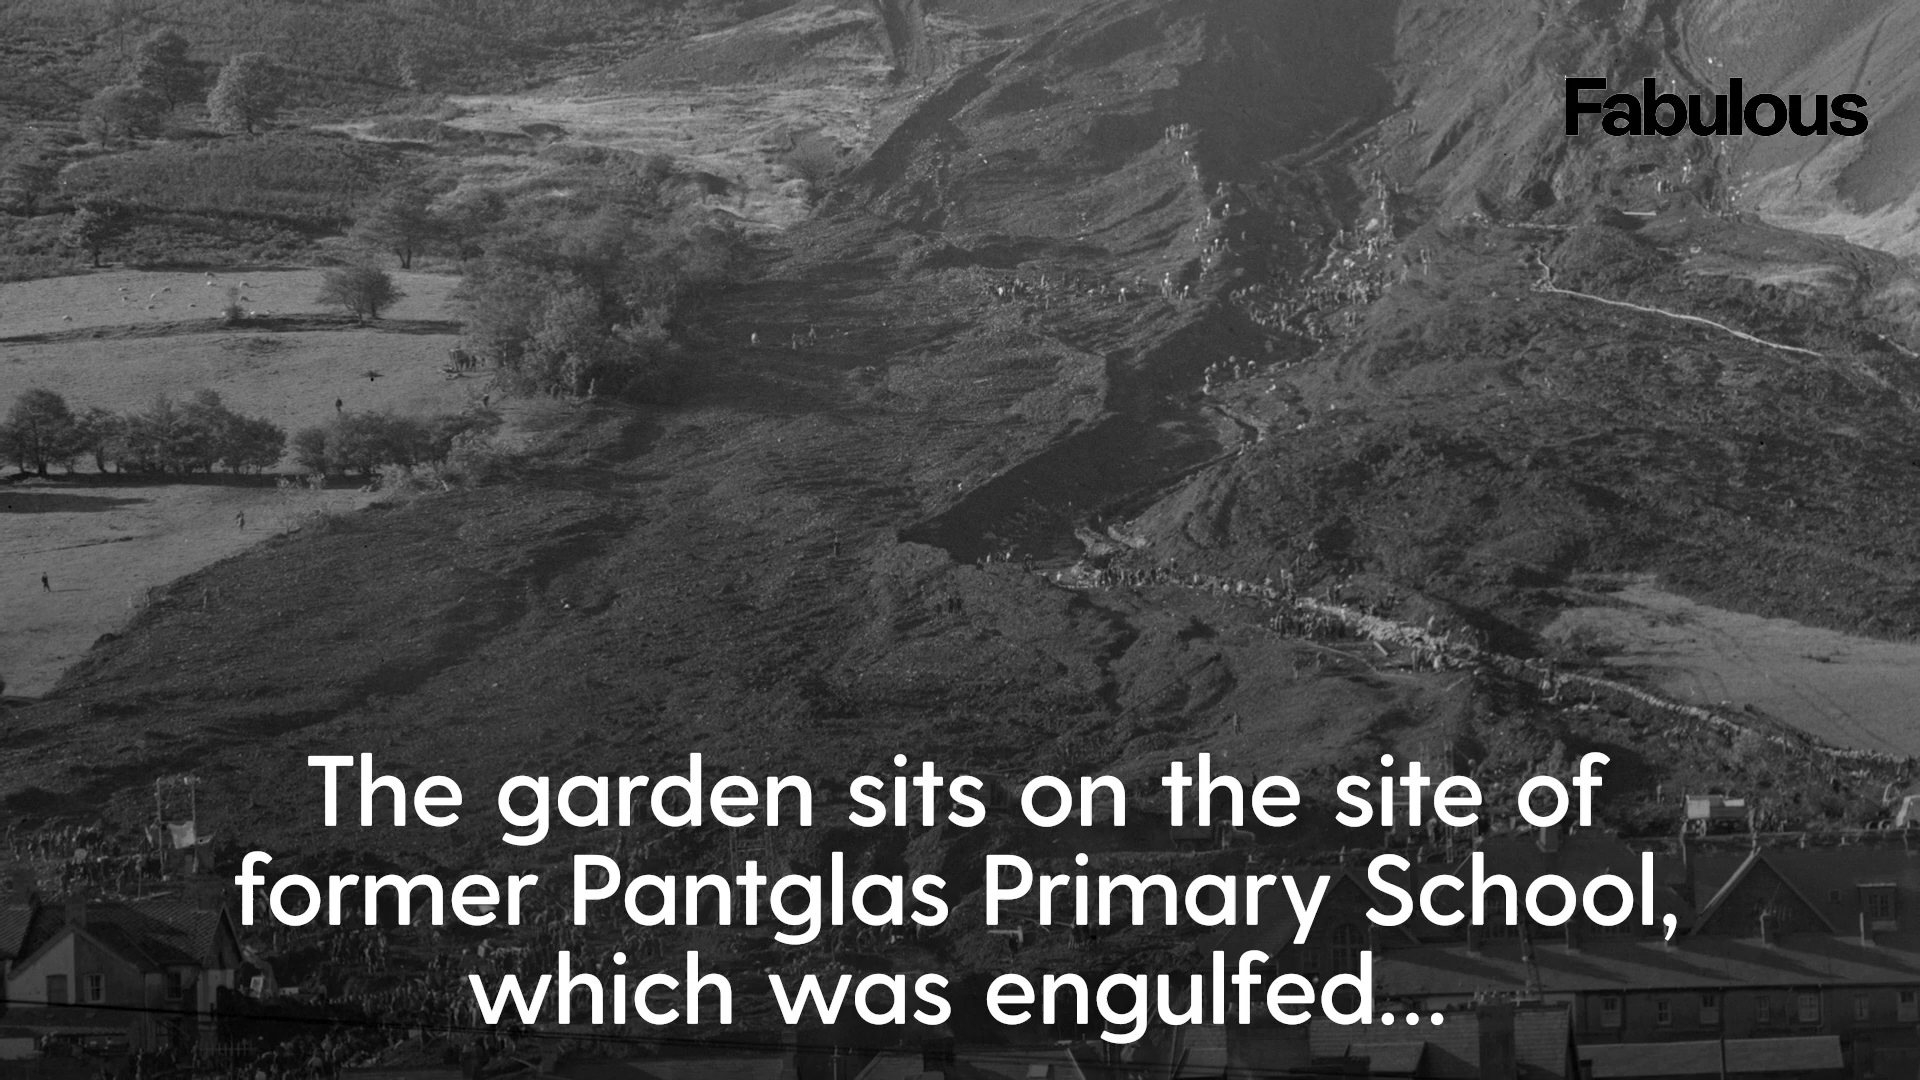 Fabulous
The garden sits on the site of
former Pantglas Primary School,
which was engulfed...